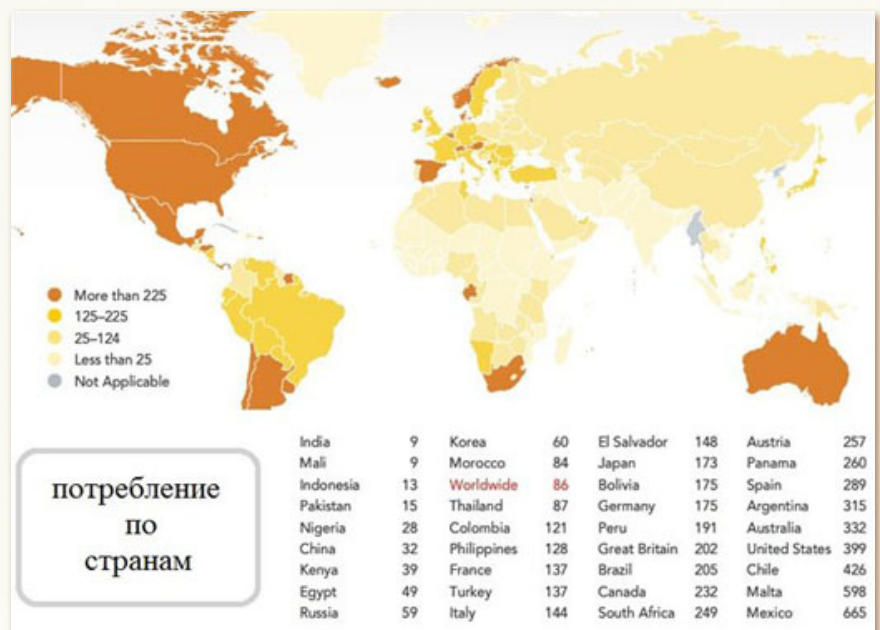 More than 225
125–225
25–124
Less than 25
Not Applicable
потребление
по
странам
India 9 Korea 60 El Salvador 148 Austria 257
Mali 9 Morocco 84 Japan 173 Panama 260
Indonesia 13 Worldwide 86 Bolivia 175 Spain 289
Pakistan 15 Thailand 87 Germany 175 Argentina 315
Nigeria 28 Colombia 121 Peru 191 Australia 332
China 32 Philippines 128 Great Britain 202 United States 399
Kenya 39 France 137 Brazil 205 Chile 426
Egypt 49 Turkey 137 Canada 232 Malta 598
Russia 59 Italy 144 South Africa 249 Mexico 665